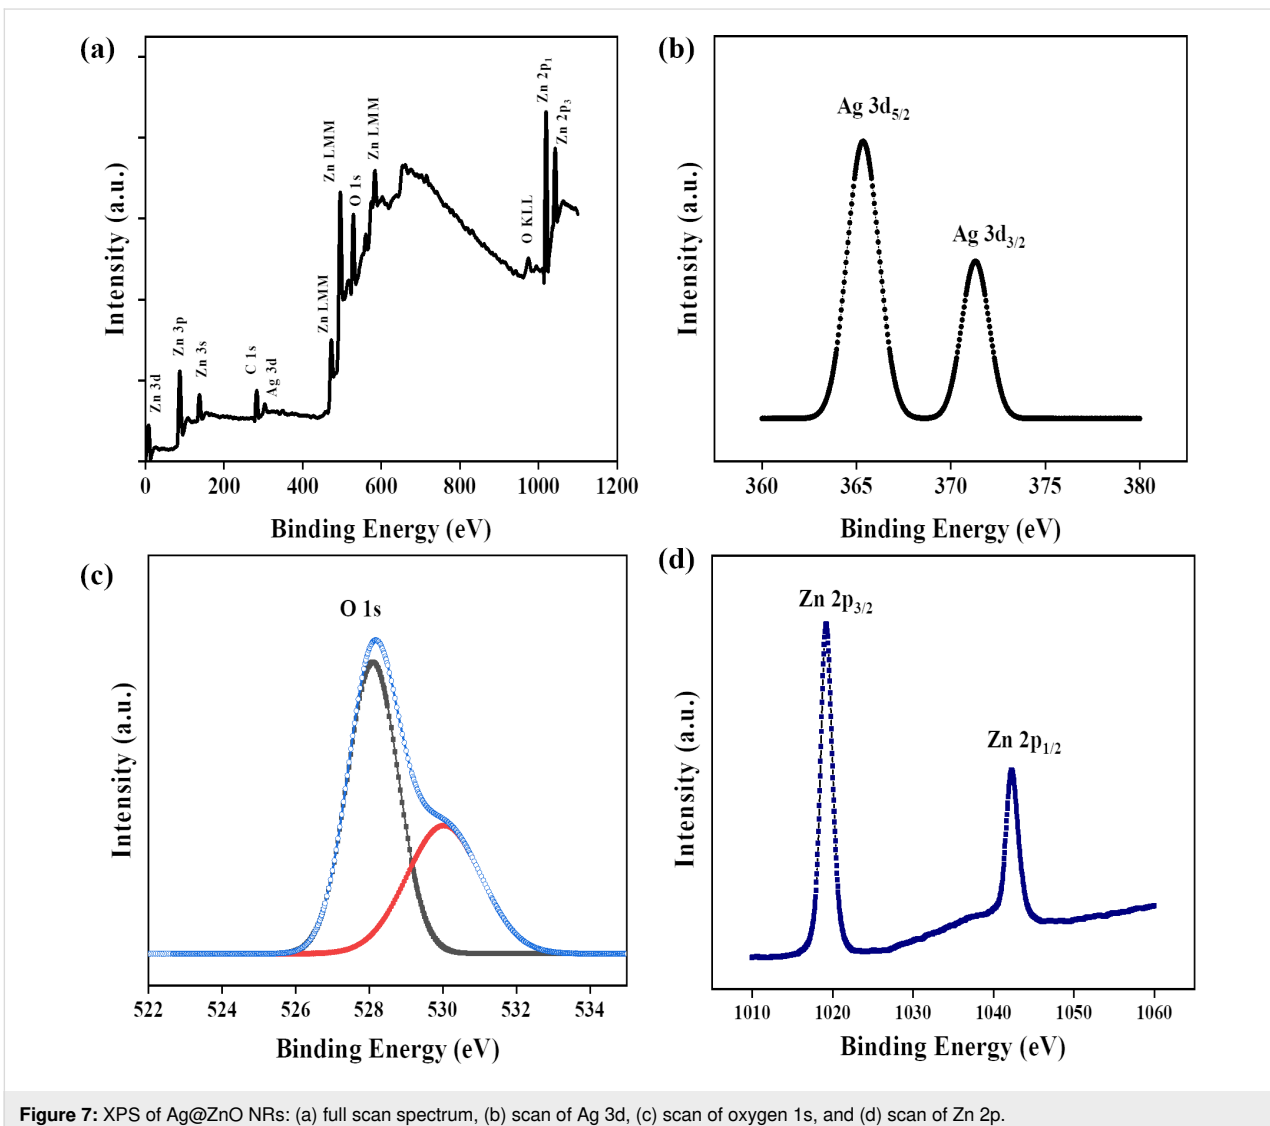 (a)
Zn 3d
Zn 3p
Zn 3s
C 1s
Ag 3d
Zn LMM
Zn LMM
O 1s
Zn LMM
O KLL
Zn 2p1
Zn 2p3
Intensity (a.u.)
0 200 400 600 800 1000 1200
Binding Energy (eV)
(b)
Ag 3d5/2
Ag 3d3/2
Intensity (a.u.)
360 365 370 375 380
Binding Energy (eV)
(c)
O 1s
Intensity (a.u.)
522 524 526 528 530 532 534
Binding Energy (eV)
(d)
Zn 2p3/2
Zn 2p1/2
Intensity (a.u.)
1010 1020 1030 1040 1050 1060
Binding Energy (eV)
Figure 7: XPS of Ag@ZnO NRs: (a) full scan spectrum, (b) scan of Ag 3d, (c) scan of oxygen 1s, and (d) scan of Zn 2p.